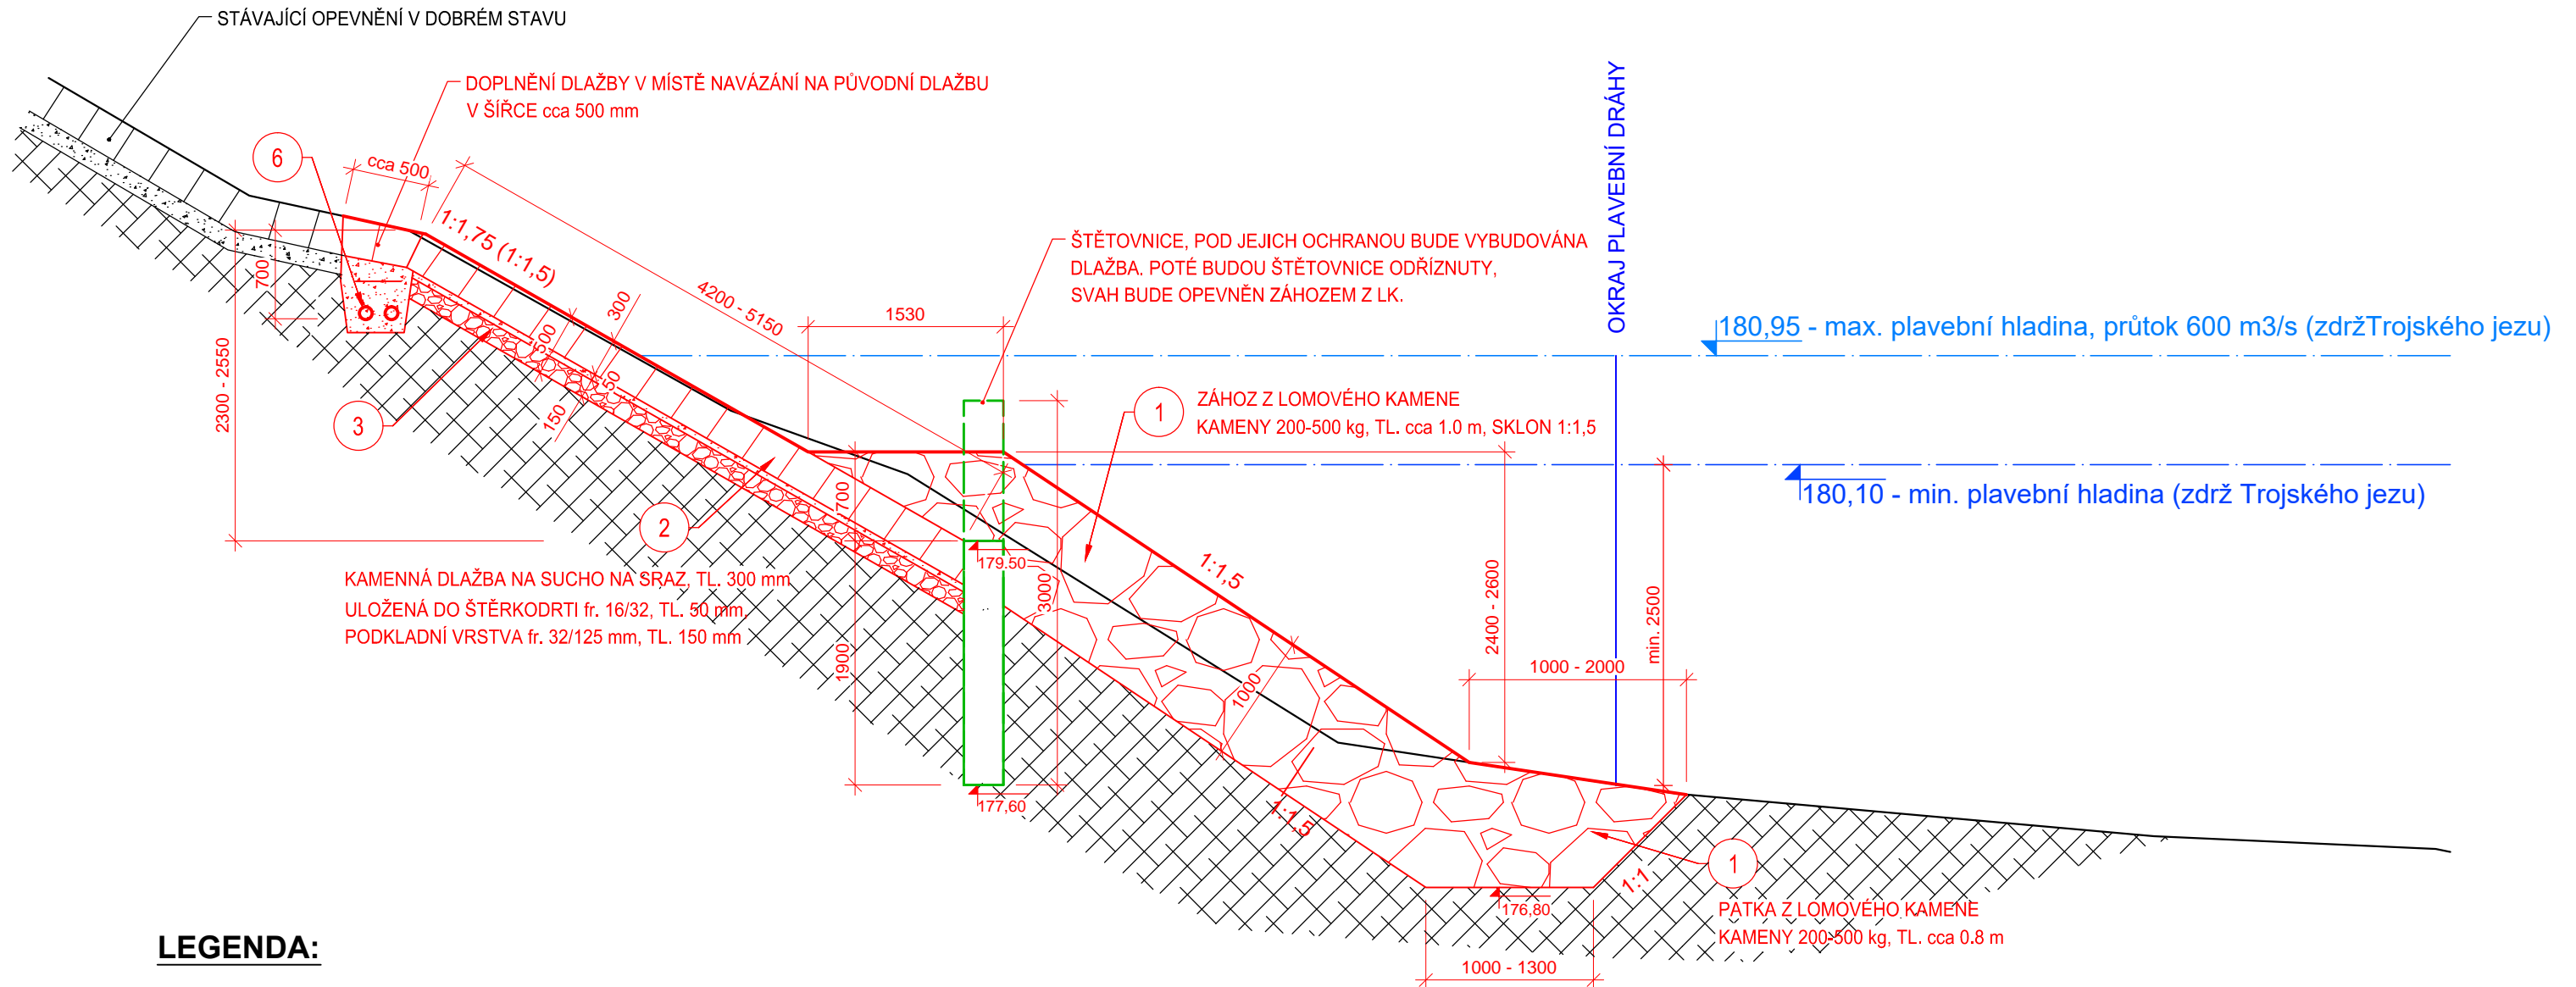 STÁVAJÍCÍ OPEVNĚNÍ V DOBRÉM STAVU
DOPLNĚNÍ DLAŽBY V MÍSTĚ NAVÁZÁNÍ NA PŮVODNÍ DLAŽBU
V ŠÍŘCE cca 500 mm
6
cca 500
1:1,75 (1:1,5)
4200 - 5150
700
2300 - 2550
300
500
50
150
3
2
1530
ŠTĚTOVNICE, POD JEJICH OCHRANOU BUDE VYBUDOVÁNA
DLAŽBA. POTÉ BUDOU ŠTĚTOVNICE ODŘÍZNUTY,
SVAH BUDE OPEVNĚN ZÁHOZEM Z LK.
OKRAJ PLAVEBNÍ DRÁHY
180,95 - max. plavební hladina, průtok 600 m3/s (zdržTrojského jezu)
1
ZÁHOZ Z LOMOVÉHO KAMENE
KAMENY 200-500 kg, TL. cca 1.0 m, SKLON 1:1,5
180,10 - min. plavební hladina (zdrž Trojského jezu)
700
179.50
3000
1:1,5
2400 - 2600
min. 2500
KAMENNÁ DLAŽBA NA SUCHO NA SRAZ, TL. 300 mm
ULOŽENÁ DO ŠTĚRKODRTI fr. 16/32, TL. 50 mm,
PODKLADNÍ VRSTVA fr. 32/125 mm, TL. 150 mm
1900
1000
1000 - 2000
177,60
1:1,5
1:1
1
176,80
PATKA Z LOMOVÉHO KAMENE
KAMENY 200-500 kg, TL. cca 0.8 m
1000 - 1300
LEGENDA: